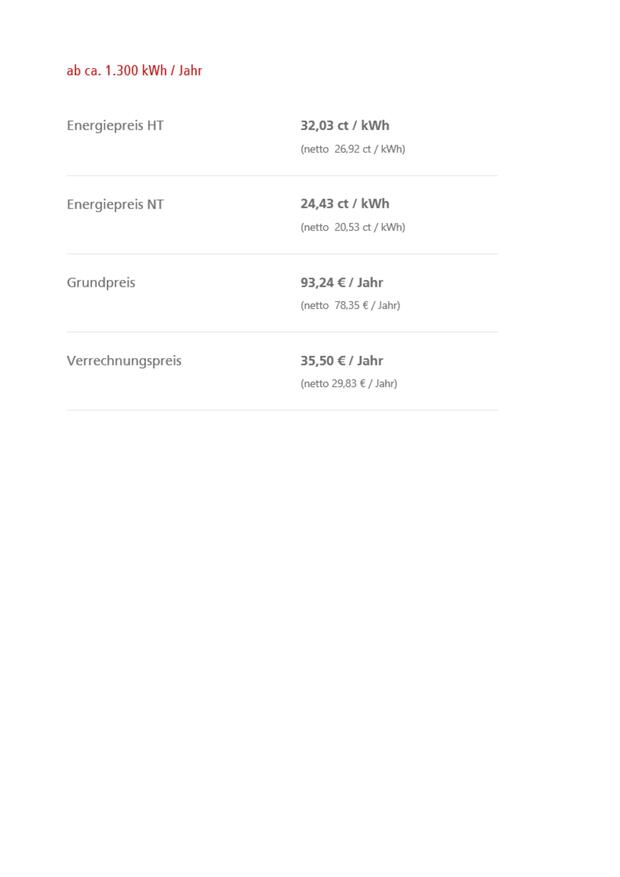 ab ca. 1.300 kWh / Jahr
Energiepreis HT
32,03 ct / kWh
(netto 26,92 ct / kWh)
Energiepreis NT
24,43 ct / kWh
(netto 20,53 ct / kWh)
Grundpreis
93,24 € / Jahr
(netto 78,35 € / Jahr)
Verrechnungspreis
35,50 € / Jahr
(netto 29,83 € / Jahr)